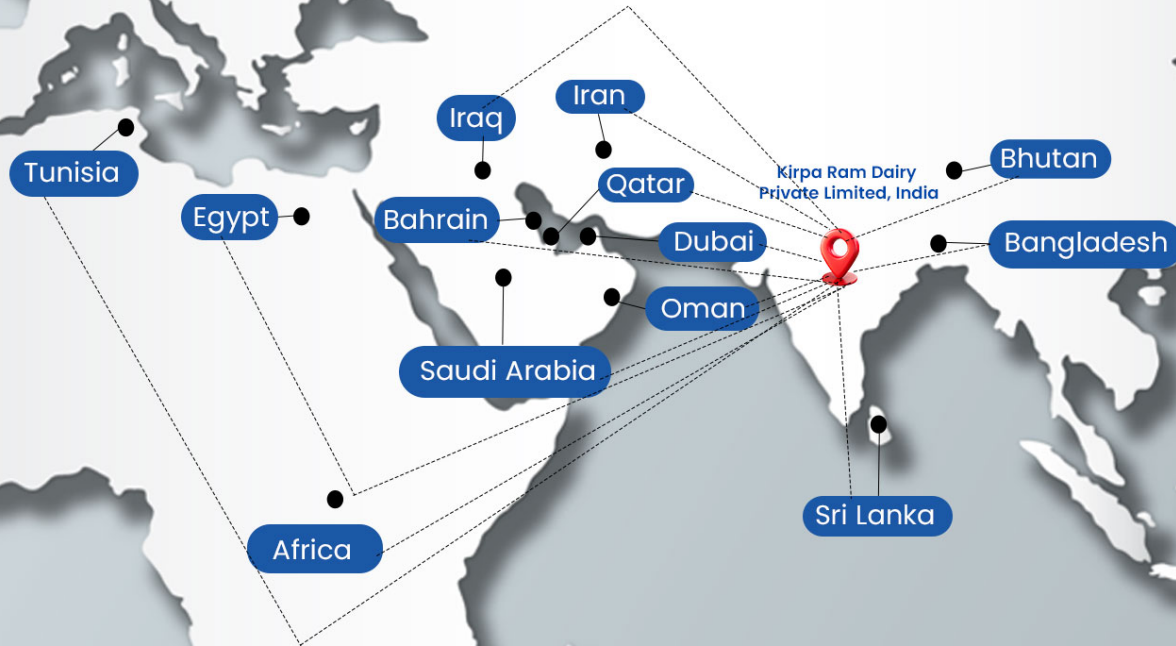 Iran
Iraq
Bhutan
Tunisia
Kirpa Ram Dairy
Private Limited, India
Qatar
Egypt
Bahrain
Dubai
Bangladesh
Oman
Saudi Arabia
Sri Lanka
Africa